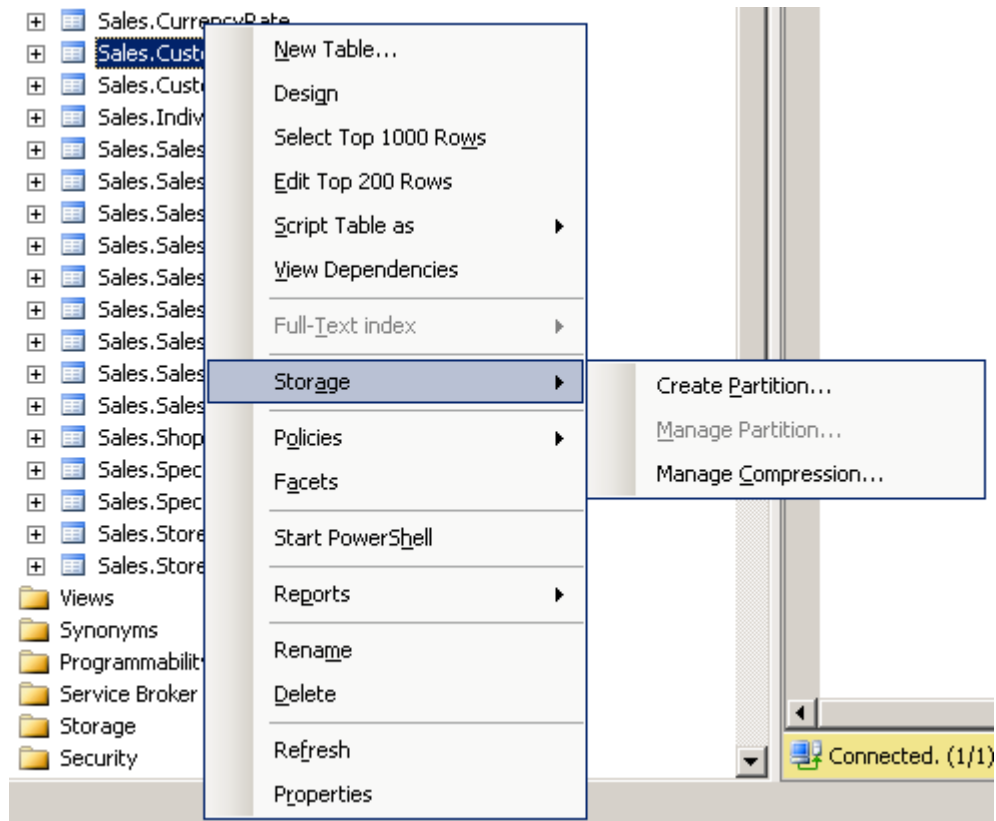 Sales.CurrencyRate
Sales.Cust
Sales.Cust
Sales.Indiv
Sales.Sales
Sales.Sales
Sales.Sales
Sales.Sales
Sales.Sales
Sales.Sales
Sales.Sales
Sales.Sales
Sales.Sales
Sales.Shop
Sales.Spec
Sales.Spec
Sales.Store
Sales.Store
Views
Synonyms
Programmability
Service Broker
Storage
Security
New Table...
Design
Select Top 1000 Rows
Edit Top 200 Rows
Script Table as
View Dependencies
Full-Text index
Storage
Policies
Facets
Start PowerShell
Reports
Rename
Delete
Refresh
Properties
Create Partition...
Manage Partition...
Manage Compression...
Connected. (1/1)